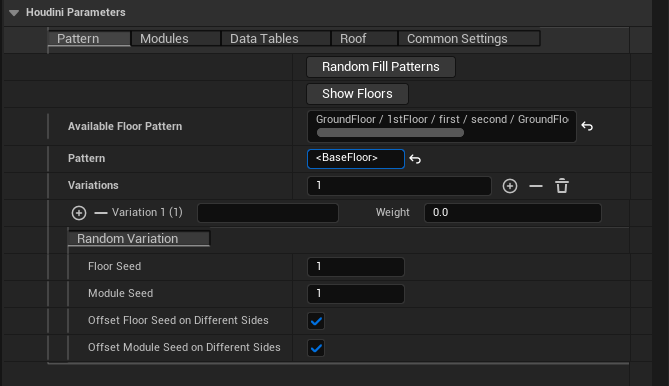 Houdini Parameters
Pattern Modules Data Tables Roof Common Settings
Random Fill Patterns
Show Floors
Available Floor Pattern GroundFloor / 1stFloor / first / second / GroundFlo
Pattern <BaseFloor>
Variations 1
Variation 1 (1) Weight 0.0
Random Variation
Floor Seed 1
Module Seed 1
Offset Floor Seed on Different Sides
Offset Module Seed on Different Sides